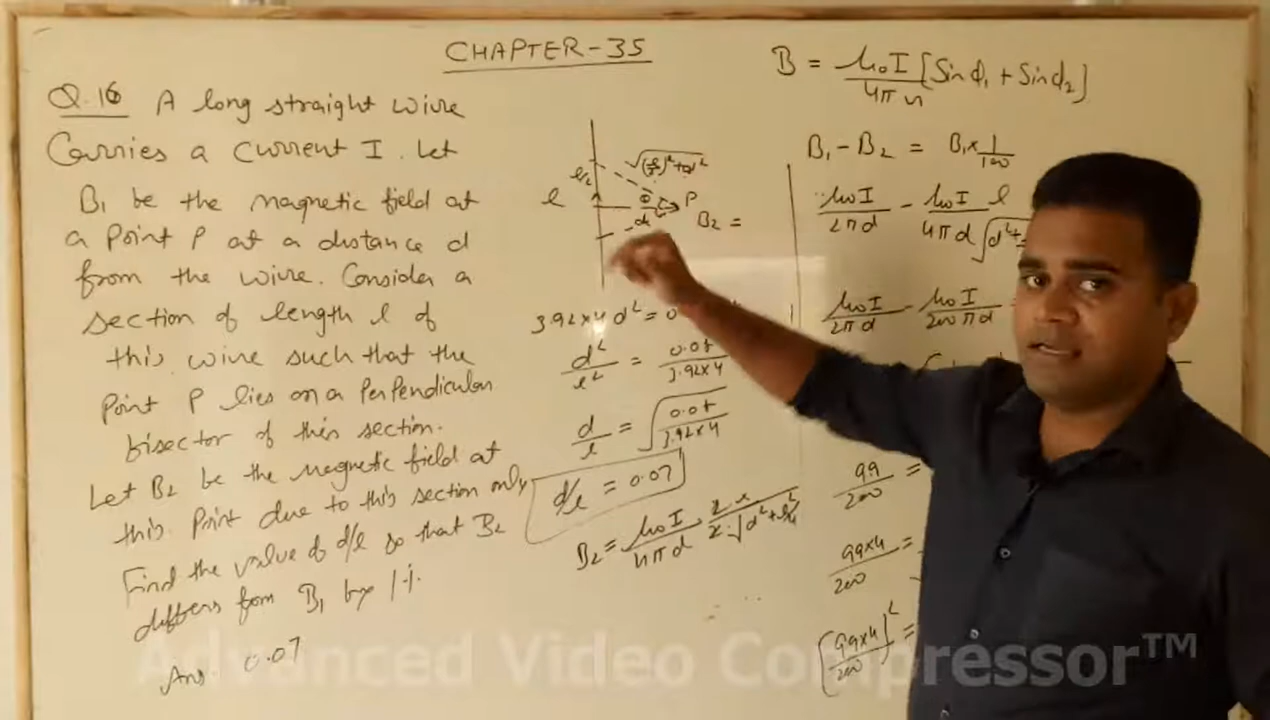 CHAPTER-35
Q.16 A long straight wire
Carries a current I. Let
B₁ be the magnetic field at
a Point P at a distance d
from the wire. Consider a
section of length l of
this wire such that the
Point P lies on a Perpendicular
bisector of this section.
Let B₂ be the magnetic field at
this Point due to this section only
Find the value of d/l so that B₂
differs from B₁ by 1%.
Ans. 0.07
l/2
l
P
d
B₂ =
3.92×4 d² = 0
d²/l² = 0.08/3.92×4
d/l = √0.08/3.92×4
d/l = 0.07
B₂ = μ₀I/4πd
B = μ₀I/4πr [Sin ϕ₁ + Sin ϕ₂]
B₁ - B₂ = B₁ × 1/100
μ₀I/2πd - μ₀I l/4πd√d²+
μ₀I/2πd - μ₀I/200πd
99/200 =
99×4/200 =
(99×4/200)² =
Advanced Video Compressor™